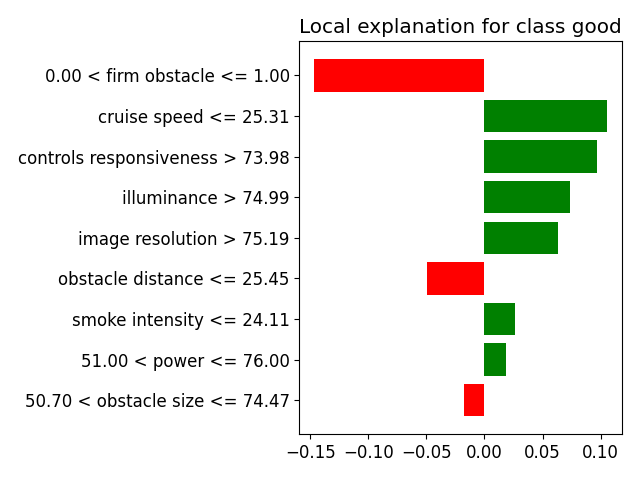 Local explanation for class good
0.00 < firm obstacle <= 1.00
cruise speed <= 25.31
controls responsiveness > 73.98
illuminance > 74.99
image resolution > 75.19
obstacle distance <= 25.45
smoke intensity <= 24.11
51.00 < power <= 76.00
50.70 < obstacle size <= 74.47
−0.15 −0.10 −0.05 0.00 0.05 0.10